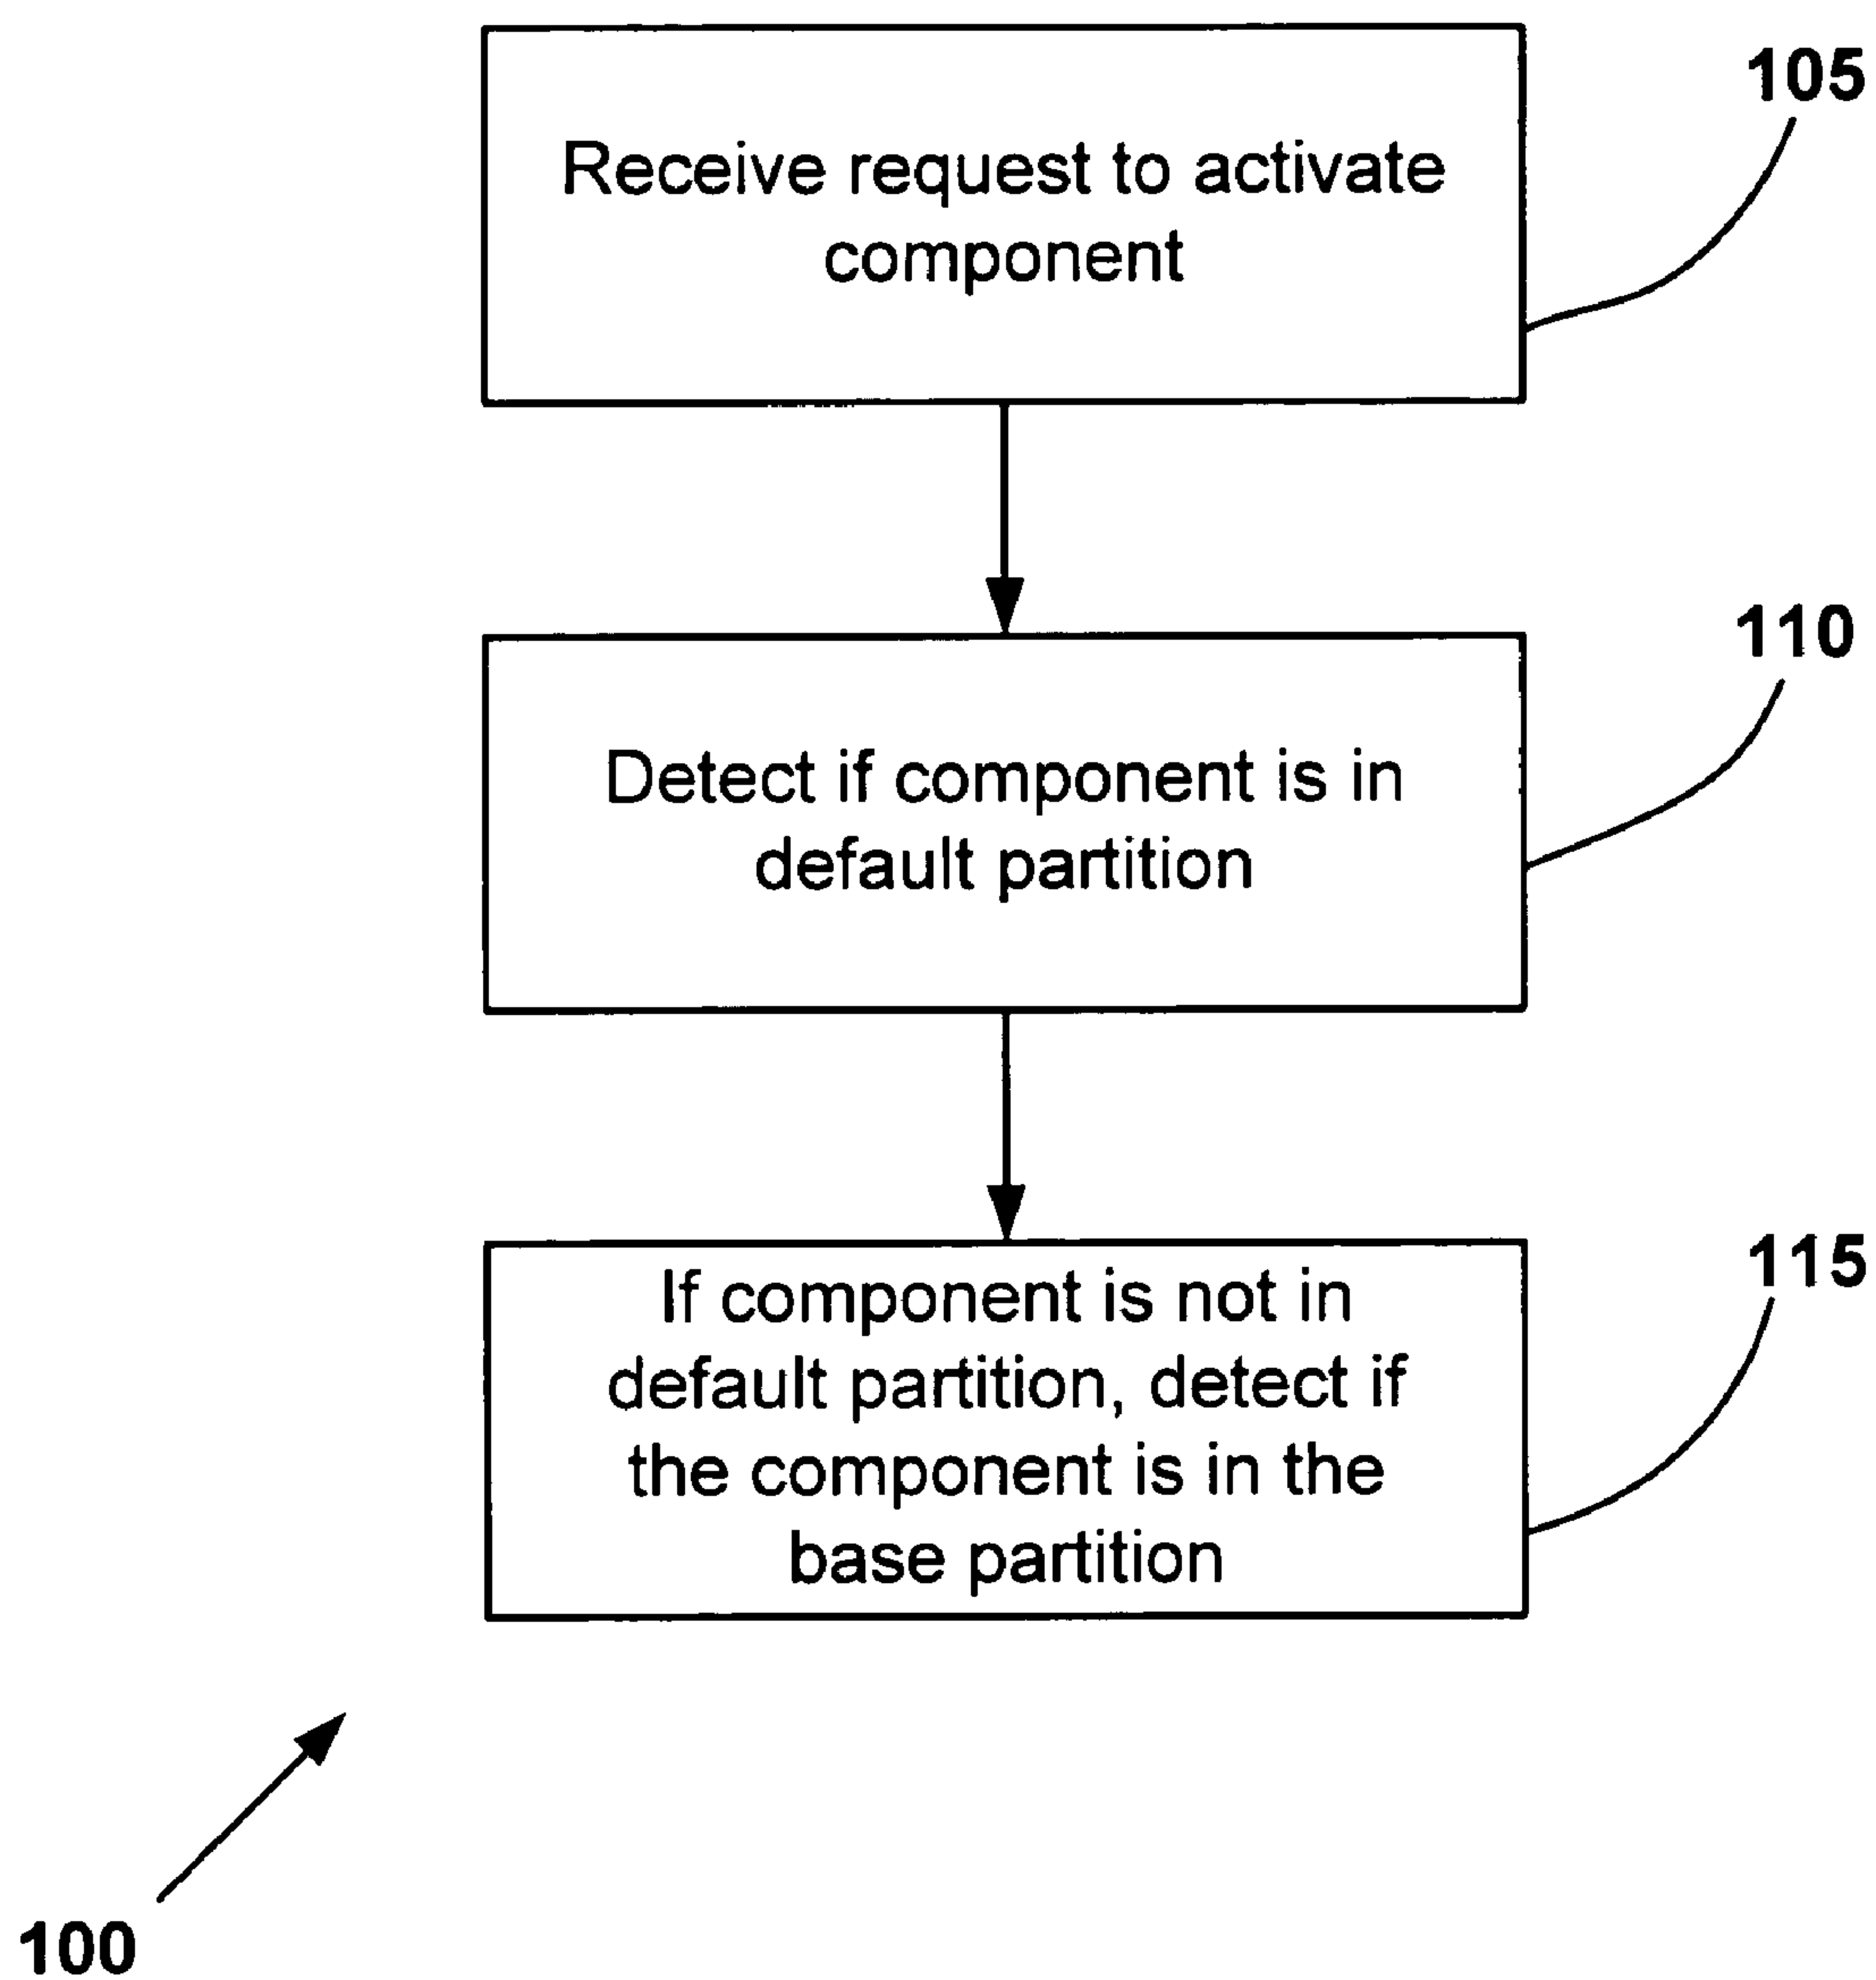 105
Receive request to activate
component
110
Detect if component is in
default partition
115
If component is not in
default partition, detect if
the component is in the
base partition
100